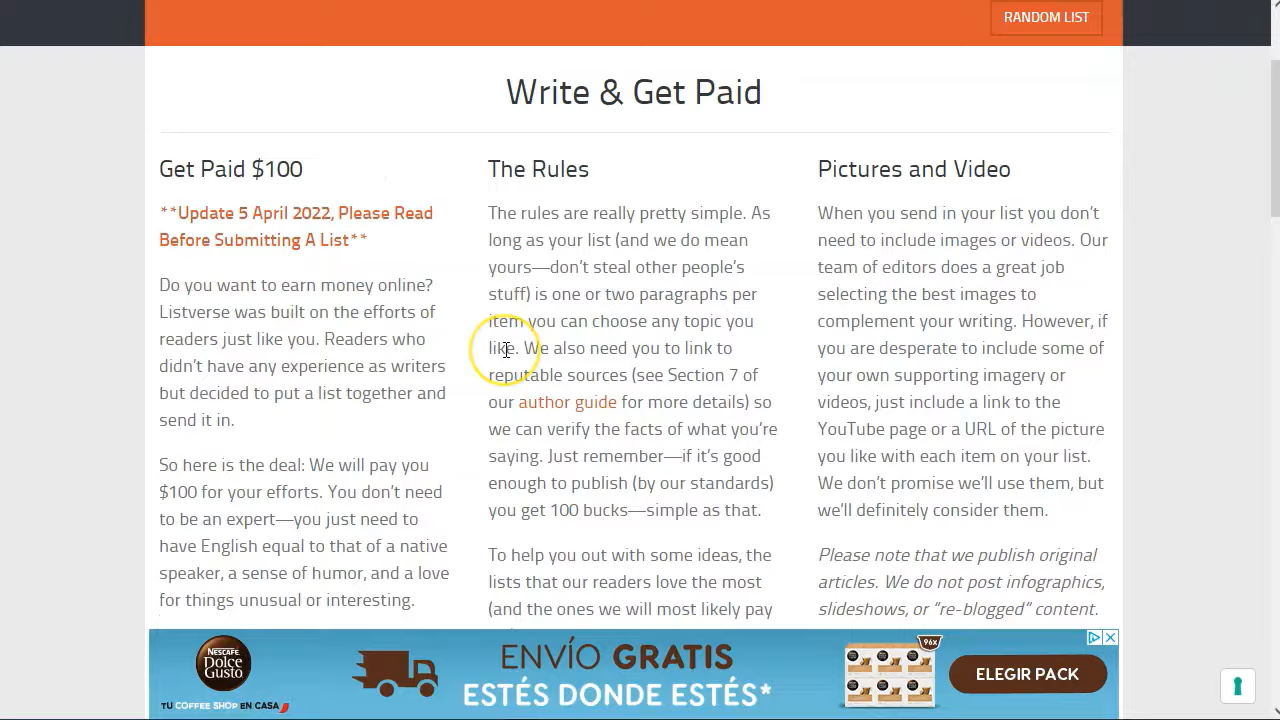 RANDOM LIST
Write & Get Paid
Get Paid $100
**Update 5 April 2022, Please Read
Before Submitting A List**
Do you want to earn money online?
Listverse was built on the efforts of
readers just like you. Readers who
didn't have any experience as writers
but decided to put a list together and
send it in.
So here is the deal: We will pay you
$100 for your efforts. You don't need
to be an expert—you just need to
have English equal to that of a native
speaker, a sense of humor, and a love
for things unusual or interesting.
The Rules
The rules are really pretty simple. As
long as your list (and we do mean
yours—don't steal other people's
stuff) is one or two paragraphs per
item you can choose any topic you
like. We also need you to link to
reputable sources (see Section 7 of
our author guide for more details) so
we can verify the facts of what you're
saying. Just remember—if it's good
enough to publish (by our standards)
you get 100 bucks—simple as that.
To help you out with some ideas, the
lists that our readers love the most
(and the ones we will most likely pay
Pictures and Video
When you send in your list you don't
need to include images or videos. Our
team of editors does a great job
selecting the best images to
complement your writing. However, if
you are desperate to include some of
your own supporting imagery or
videos, just include a link to the
YouTube page or a URL of the picture
you like with each item on your list.
We don't promise we'll use them, but
we'll definitely consider them.
Please note that we publish original
articles. We do not post infographics,
slideshows, or "re-blogged" content.
NESCAFÉ
Dolce
Gusto
TU COFFEE SHOP EN CASA
ENVÍO GRATIS
ESTÉS DONDE ESTÉS*
96x
ELEGIR PACK